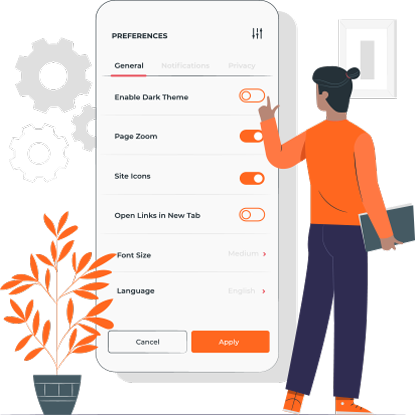 PREFERENCES
General Notifications Privacy
Enable Dark Theme
Page Zoom
Site Icons
Open Links in New Tab
Font Size Medium
Language English
Cancel Apply